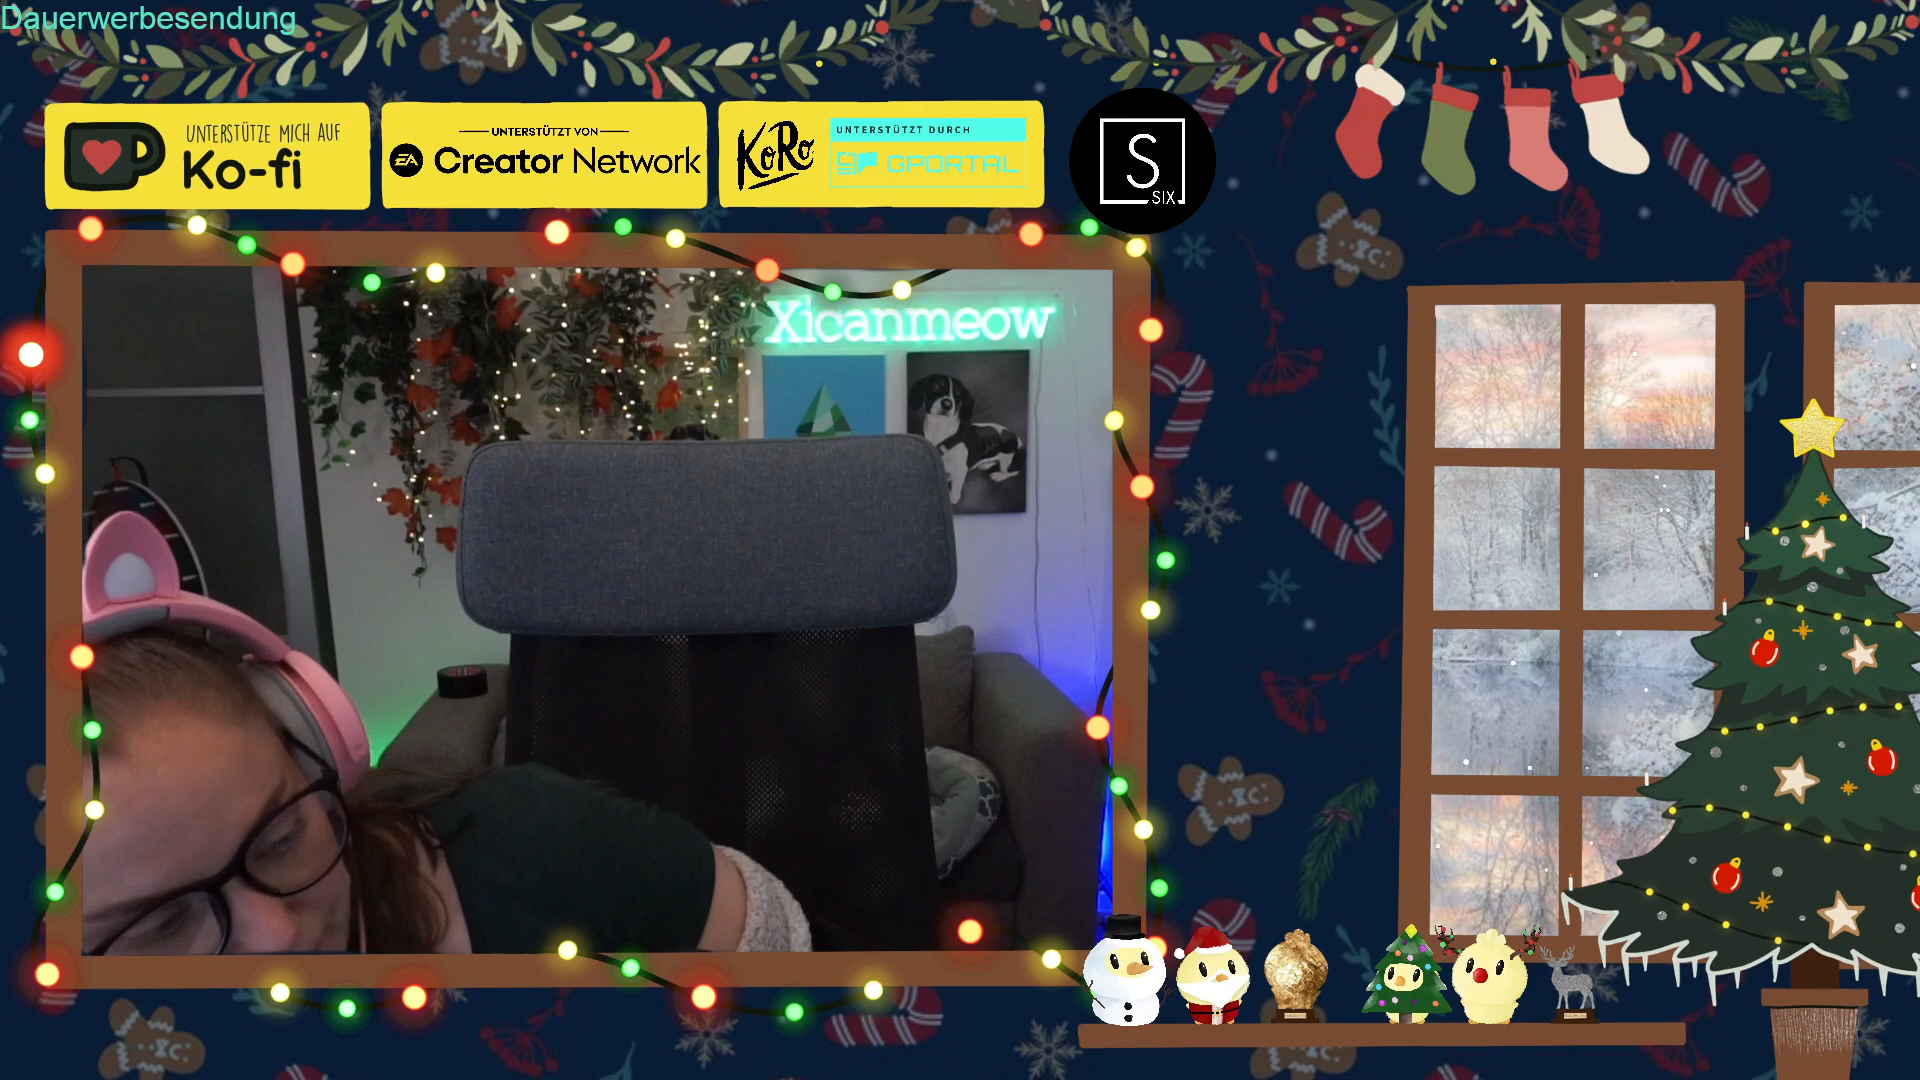 Dauerwerbesendung
UNTERSTÜTZE MICH AUF
Ko-fi
UNTERSTÜTZT VON
EA Creator Network
KoRo
UNTERSTÜTZT DURCH
GPORTAL
S
SIX
Xicanmeow